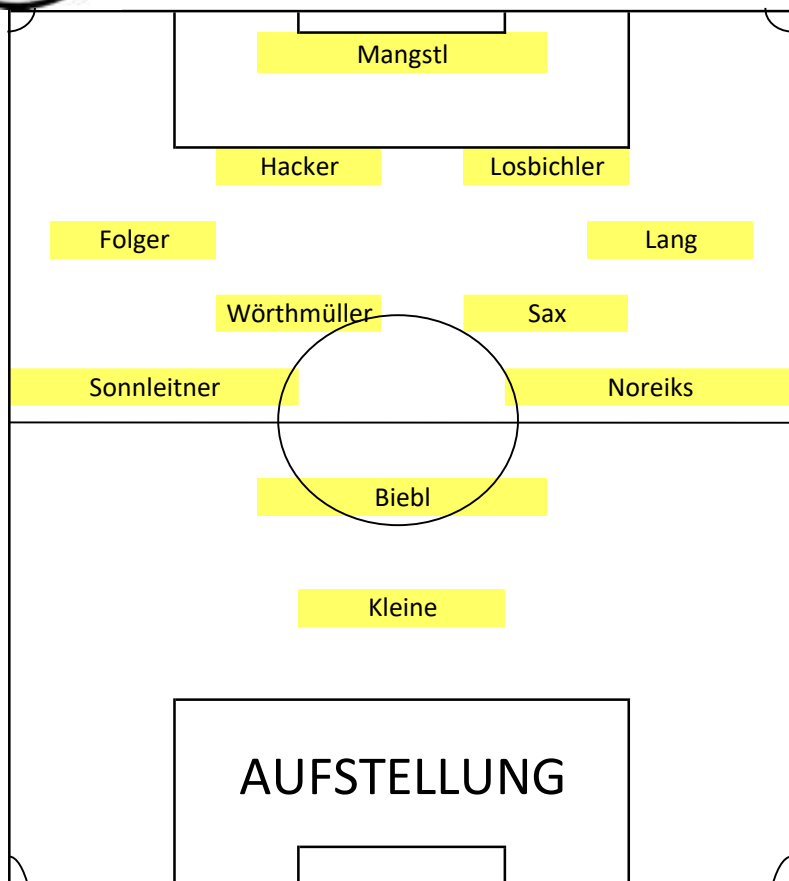 Mangstl
Hacker Losbichler
Folger Lang
Wörthmüller Sax
Sonnleitner Noreiks
Biebl
Kleine
AUFSTELLUNG